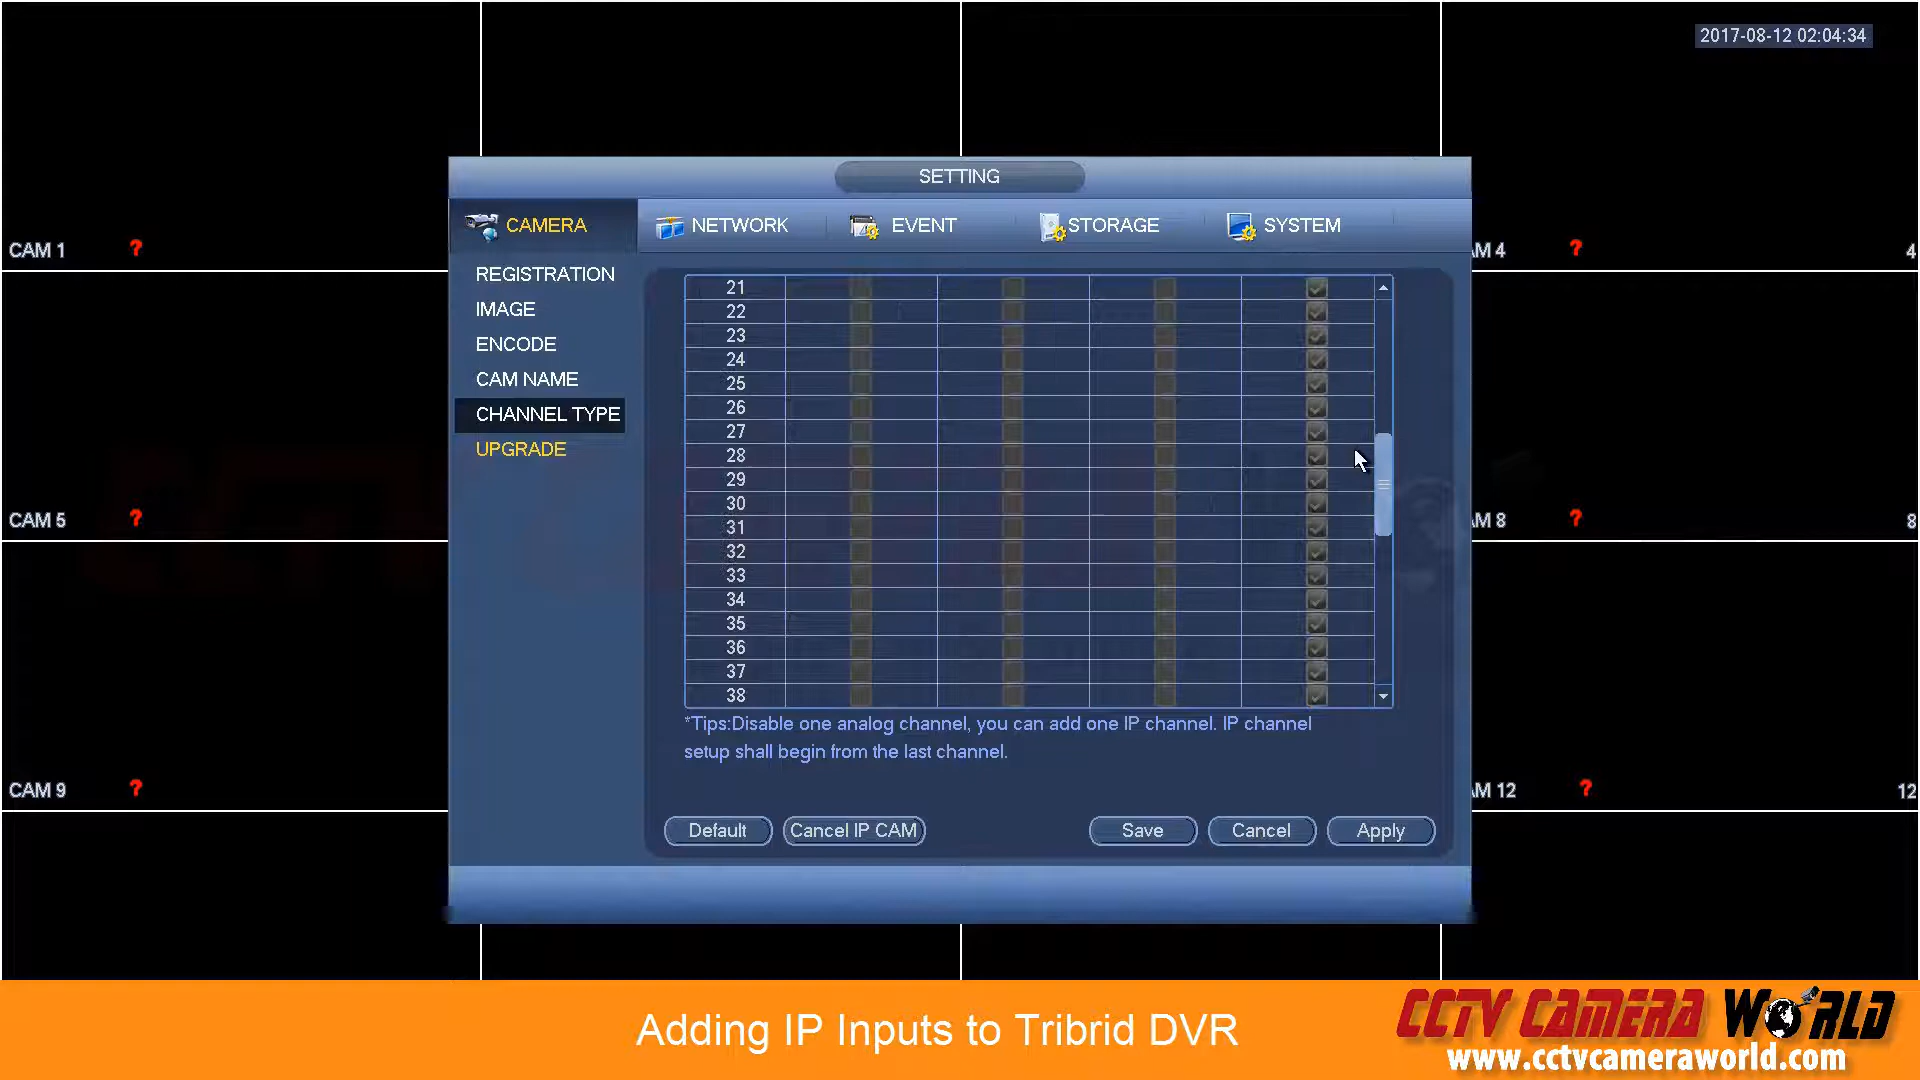 2017-08-12 02:04:34
SETTING
CAMERA NETWORK EVENT STORAGE SYSTEM
CAM 1 ? M 4 ? 4
REGISTRATION
IMAGE
ENCODE
CAM NAME
CHANNEL TYPE
UPGRADE
21
22
23
24
25
26
27
28
29
30
31
32
33
34
35
36
37
38
CAM 5 ? M 8 ? 8
*Tips:Disable one analog channel, you can add one IP channel. IP channel
setup shall begin from the last channel.
CAM 9 ? M 12 ? 12
Default Cancel IP CAM Save Cancel Apply
Adding IP Inputs to Tribrid DVR
CCTV CAMERA WORLD
www.cctvcameraworld.com